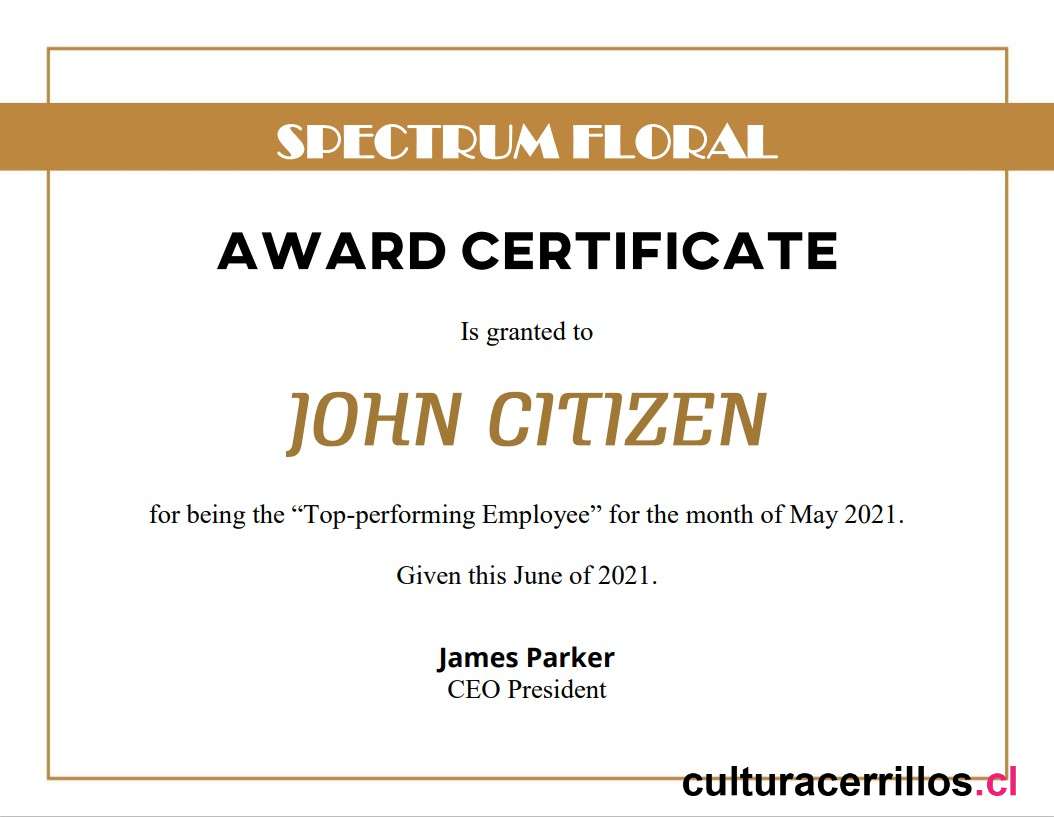 SPECTRUM FLORAL
AWARD CERTIFICATE
Is granted to
JOHN CITIZEN
for being the “Top-performing Employee” for the month of May 2021.
Given this June of 2021.
James Parker
CEO President
culturacerrillos.cl